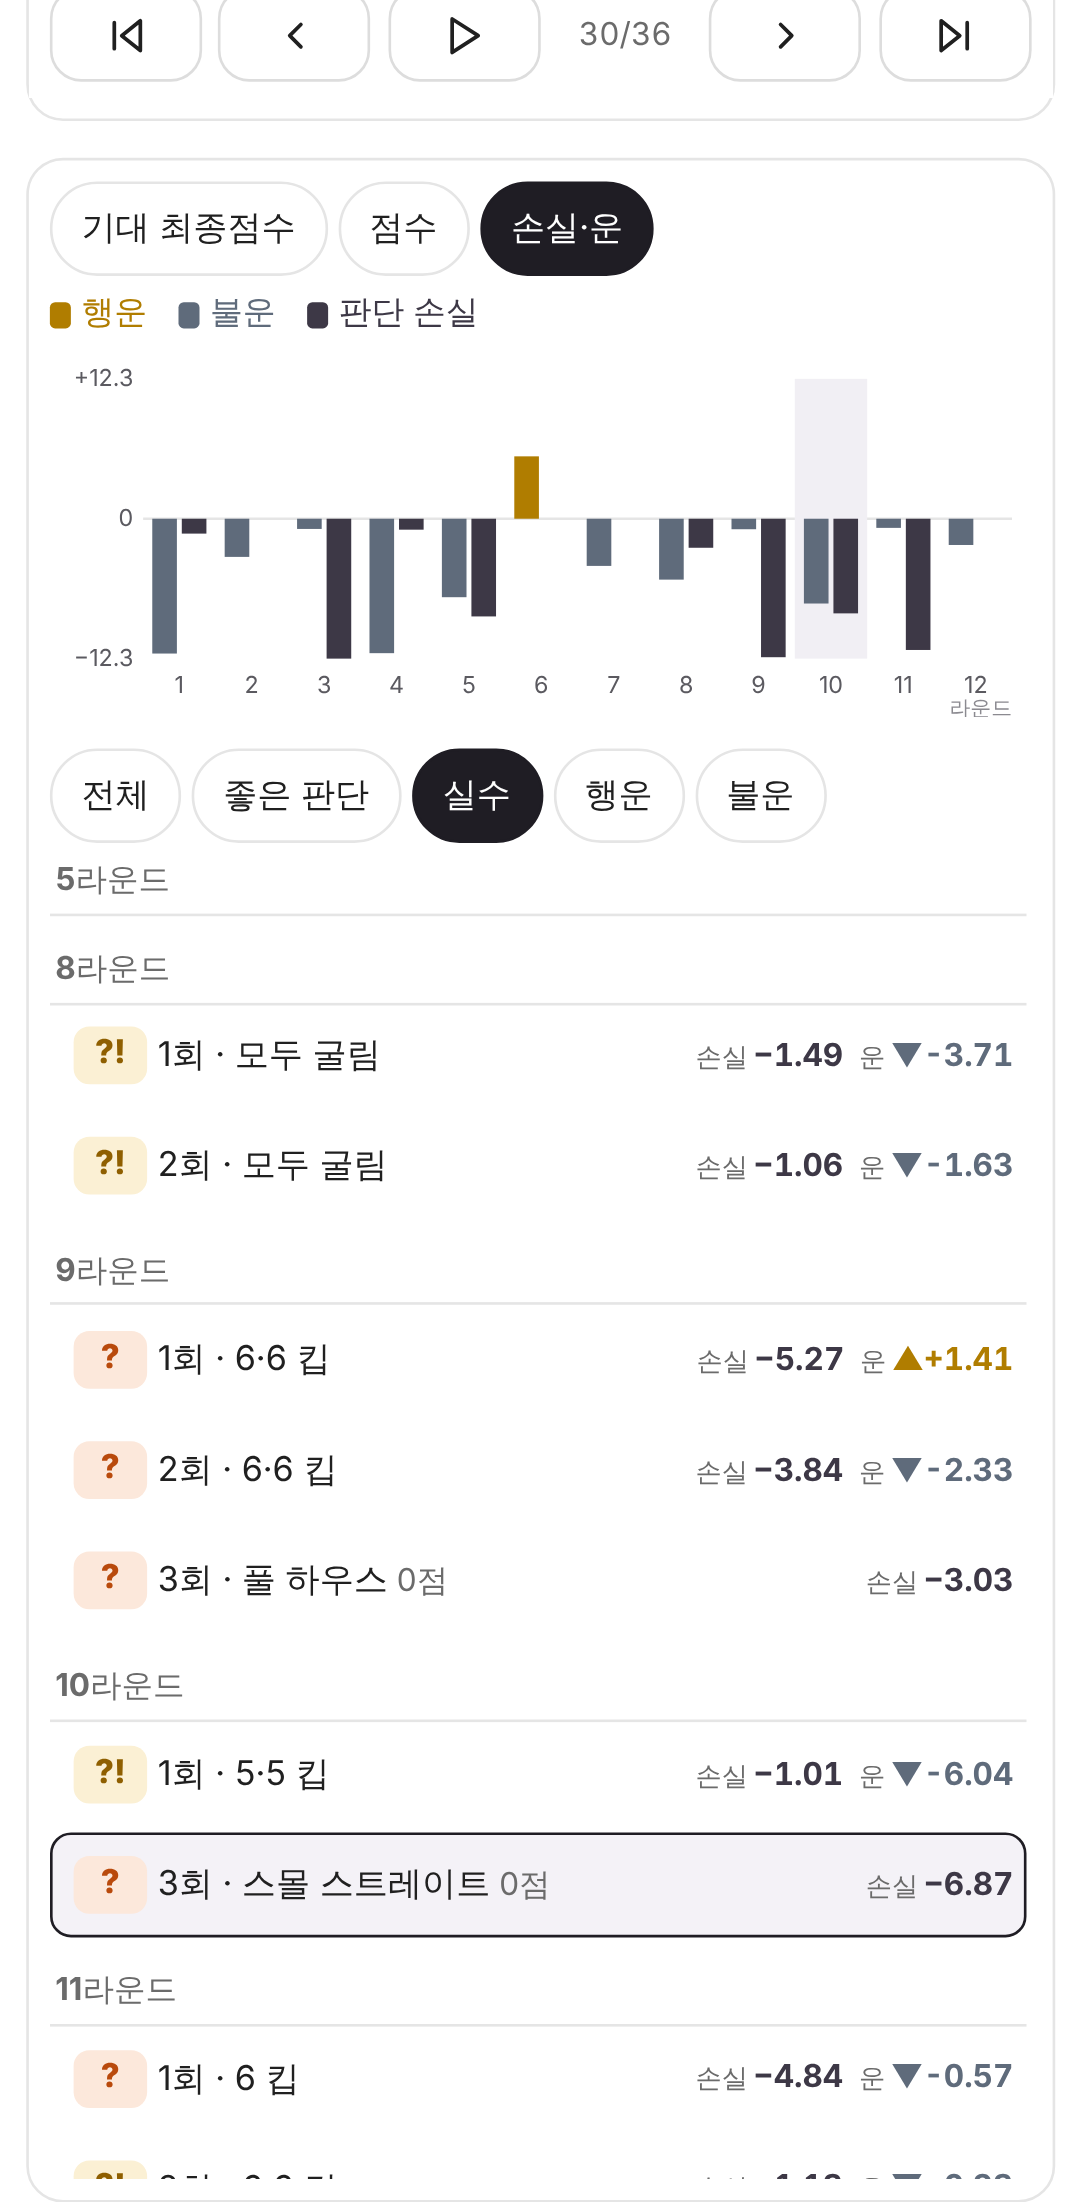 30/36
기대 최종점수 점수 손실·운
행운 불운 판단 손실
+12.3
0
−12.3
1 2 3 4 5 6 7 8 9 10 11 12
라운드
전체 좋은 판단 실수 행운 불운
5라운드
8라운드
?! 1회 · 모두 굴림 손실 −1.49 운 ▼-3.71
?! 2회 · 모두 굴림 손실 −1.06 운 ▼-1.63
9라운드
? 1회 · 6·6 킵 손실 −5.27 운 ▲+1.41
? 2회 · 6·6 킵 손실 −3.84 운 ▼-2.33
? 3회 · 풀 하우스 0점 손실 −3.03
10라운드
?! 1회 · 5·5 킵 손실 −1.01 운 ▼-6.04
? 3회 · 스몰 스트레이트 0점 손실 −6.87
11라운드
? 1회 · 6 킵 손실 −4.84 운 ▼-0.57